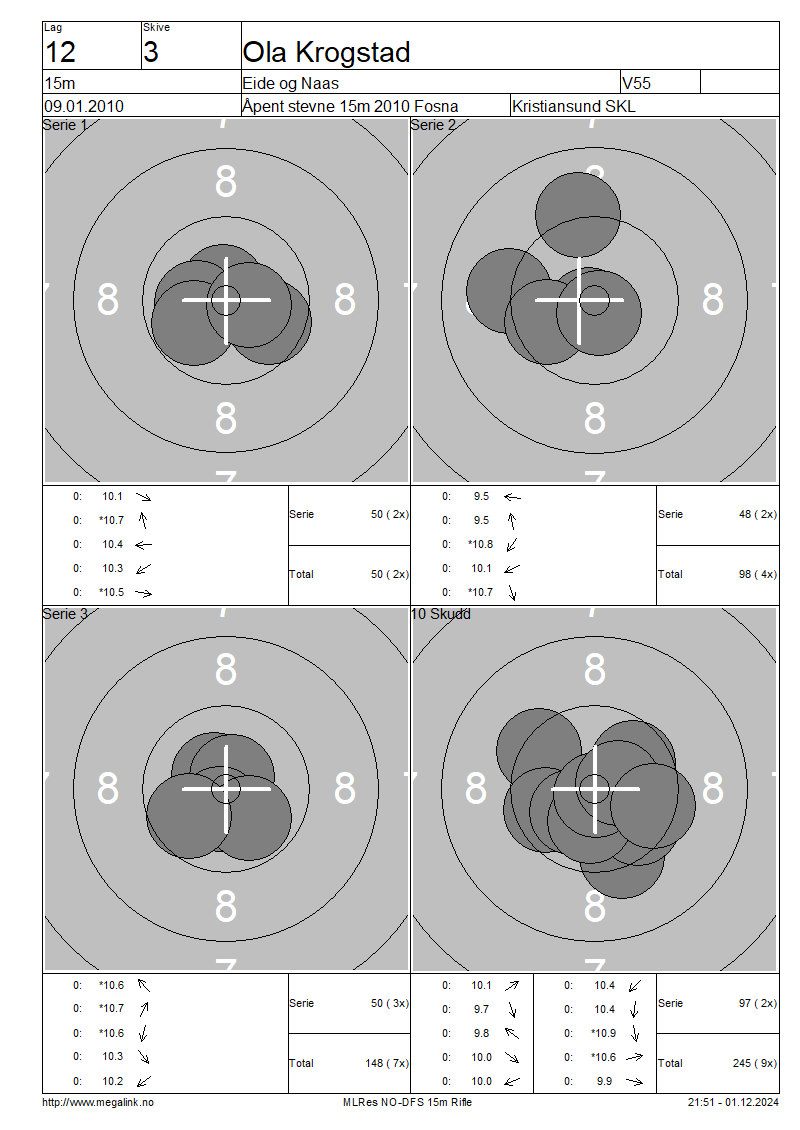 Lag Skive
12 3 Ola Krogstad
15m Eide og Naas V55
09.01.2010 Åpent stevne 15m 2010 Fosna Kristiansund SKL
Serie 1 Serie 2
7 7
8 8
7 8 8 7 8 8
8 8
7 7
0: 10.1 0: 9.5
0: *10.7 Serie 50 ( 2x) 0: 9.5 Serie 48 ( 2x)
0: 10.4 0: *10.8
0: 10.3 Total 50 ( 2x) 0: 10.1 Total 98 ( 4x)
0: *10.5 0: *10.7
Serie 3 10 Skudd
7 7
8 8
7 8 8 7 8 8 7
8 8
7 7
0: *10.6 0: 10.1 0: 10.4
0: *10.7 Serie 50 ( 3x) 0: 9.7 0: 10.4 Serie 97 ( 2x)
0: *10.6 0: 9.8 0: *10.9
0: 10.3 Total 148 ( 7x) 0: 10.0 0: *10.6 Total 245 ( 9x)
0: 10.2 0: 10.0 0: 9.9
http://www.megalink.no MLRes NO-DFS 15m Rifle 21:51 - 01.12.2024